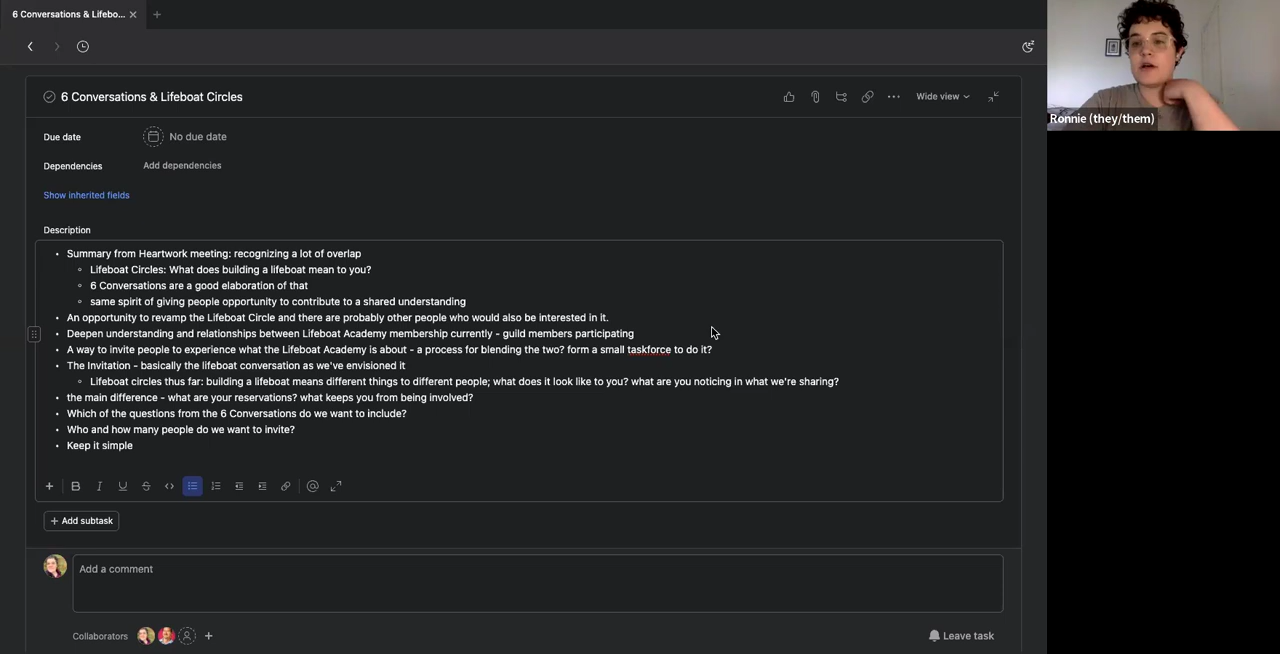 6 Conversations & Lifebo...
6 Conversations & Lifeboat Circles
Wide view
Due date
No due date
Dependencies
Add dependencies
Show inherited fields
Description
Summary from Heartwork meeting: recognizing a lot of overlap
Lifeboat Circles: What does building a lifeboat mean to you?
6 Conversations are a good elaboration of that
same spirit of giving people opportunity to contribute to a shared understanding
An opportunity to revamp the Lifeboat Circle and there are probably other people who would also be interested in it.
Deepen understanding and relationships between Lifeboat Academy membership currently - guild members participating
A way to invite people to experience what the Lifeboat Academy is about - a process for blending the two? form a small taskforce to do it?
The Invitation - basically the lifeboat conversation as we've envisioned it
Lifeboat circles thus far: building a lifeboat means different things to different people; what does it look like to you? what are you noticing in what we're sharing?
the main difference - what are your reservations? what keeps you from being involved?
Which of the questions from the 6 Conversations do we want to include?
Who and how many people do we want to invite?
Keep it simple
Add subtask
Add a comment
Collaborators
Leave task
Ronnie (they/them)